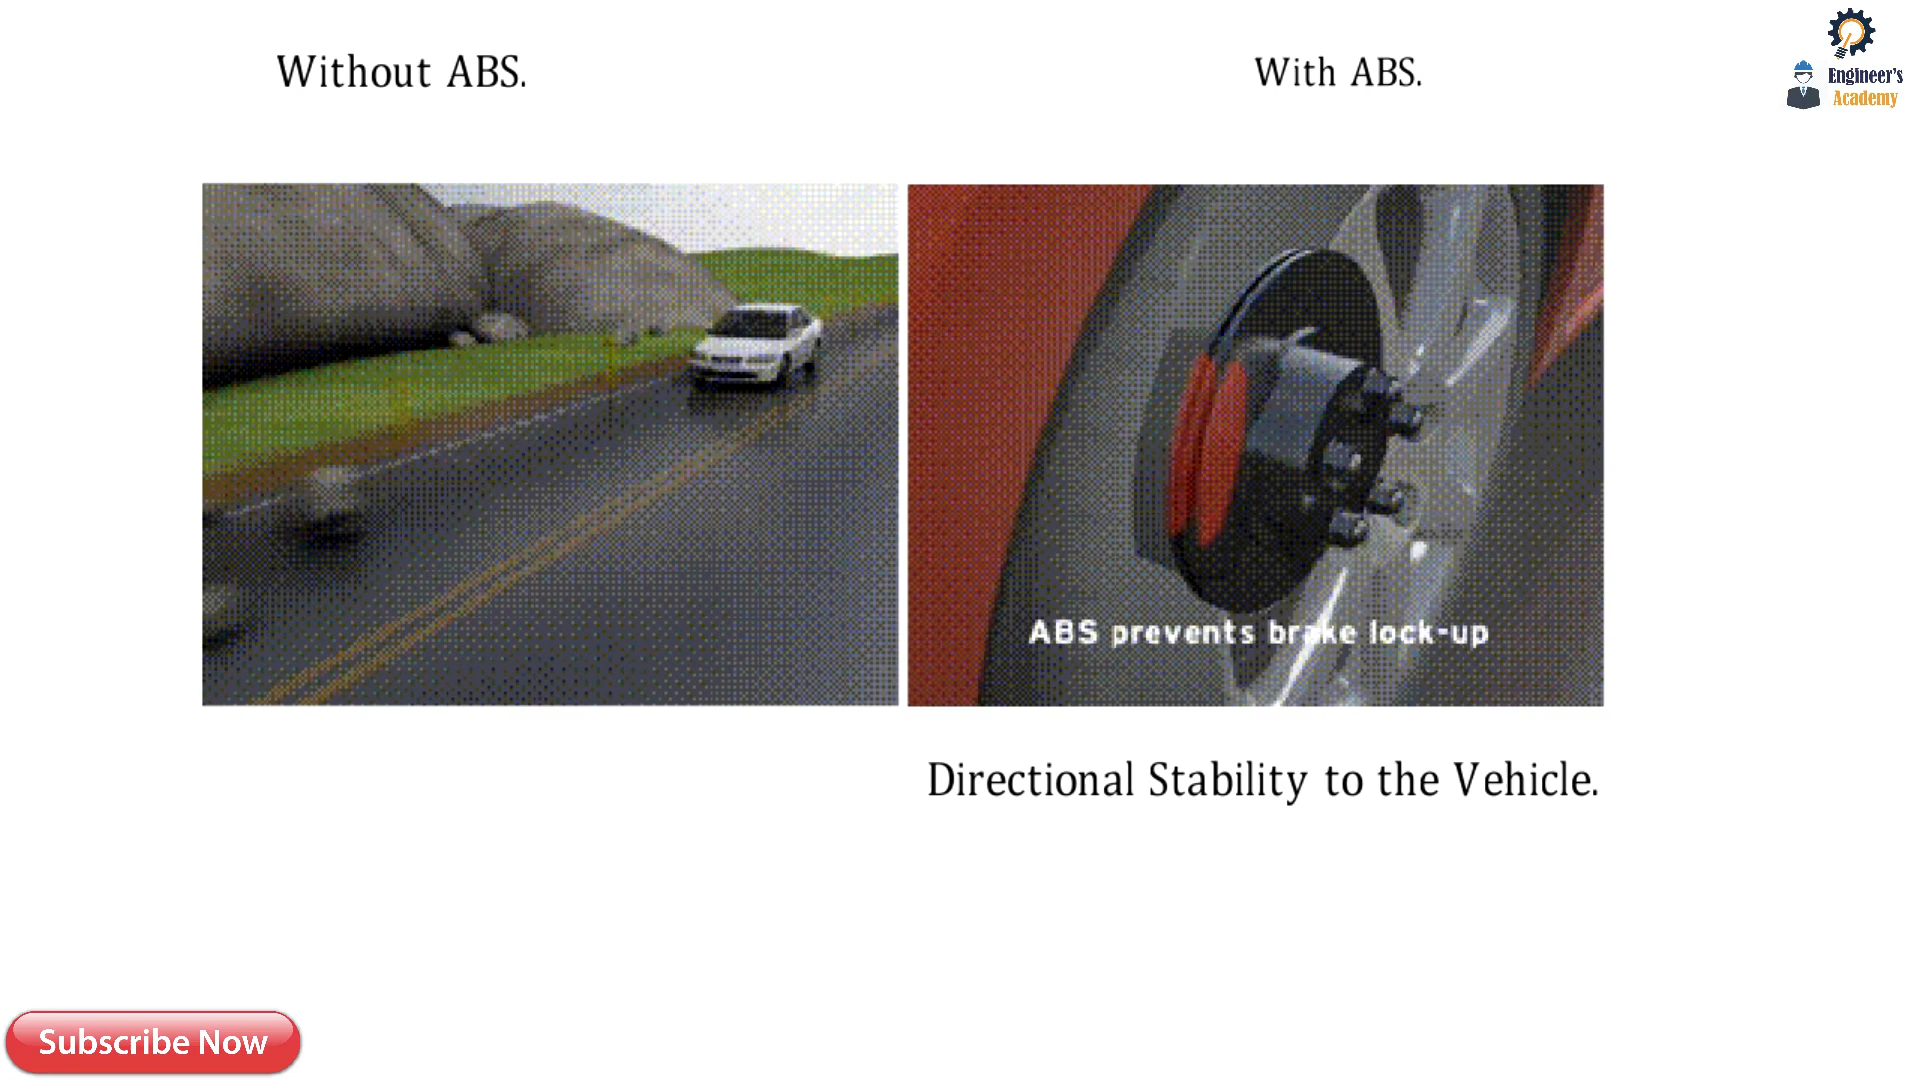 Without ABS.
With ABS.
Engineer's
Academy
ABS prevents brake lock-up
Directional Stability to the Vehicle.
Subscribe Now